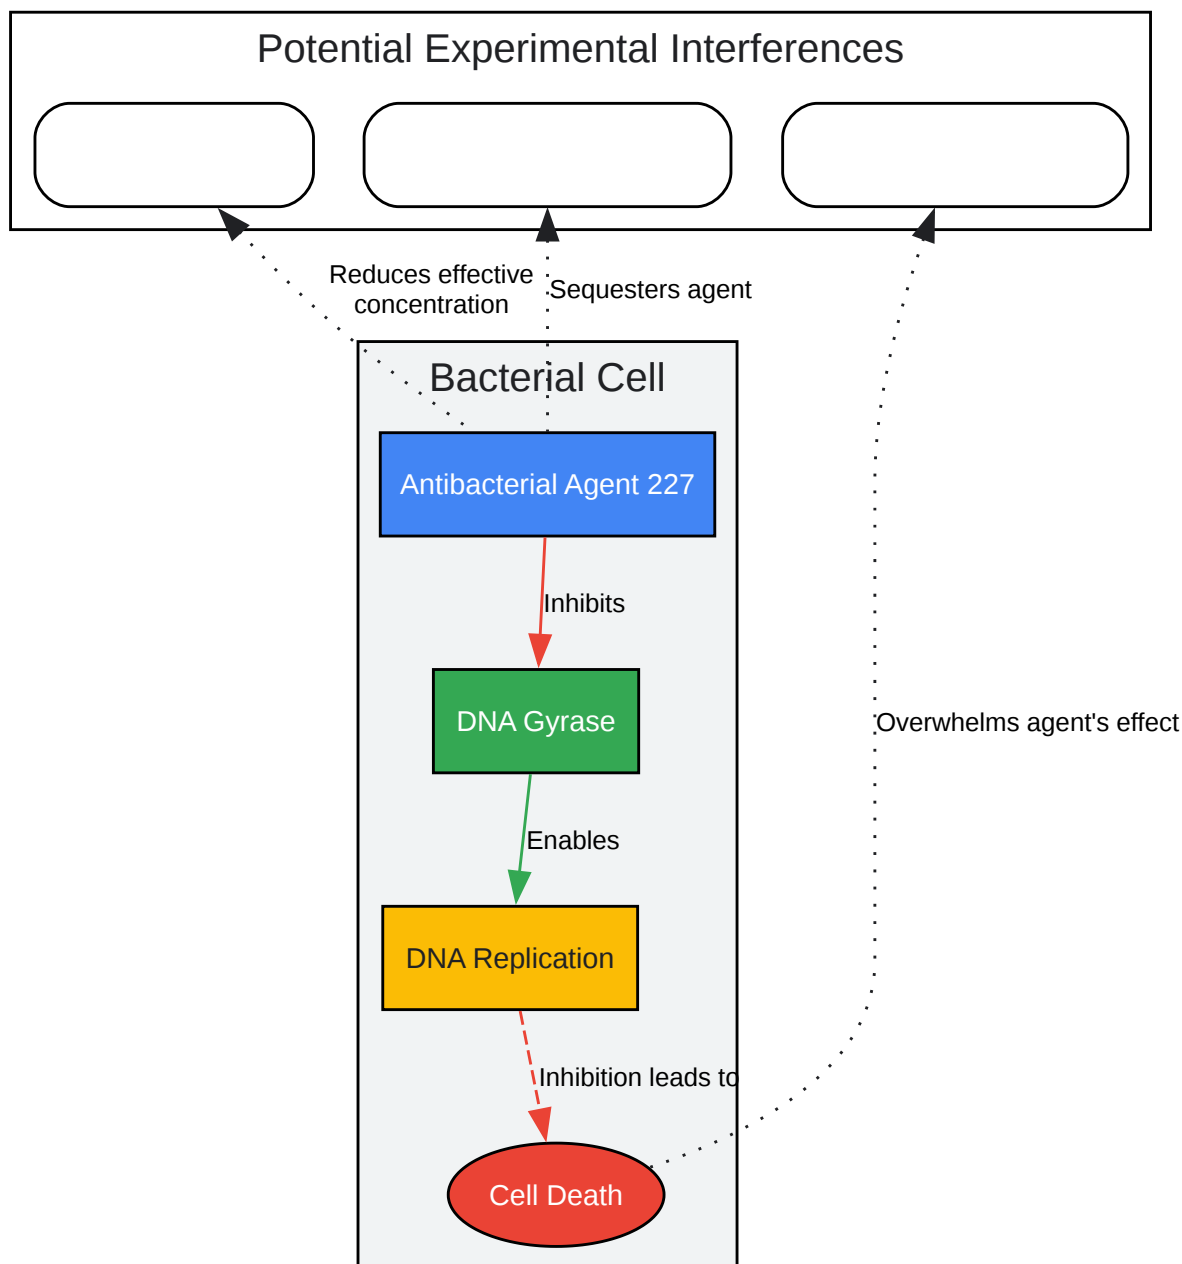 Potential Experimental Interferences
Reduces effective
concentration
Sequesters agent
Bacterial Cell
Antibacterial Agent 227
Inhibits
DNA Gyrase
Overwhelms agent's effect
Enables
DNA Replication
Inhibition leads to
Cell Death